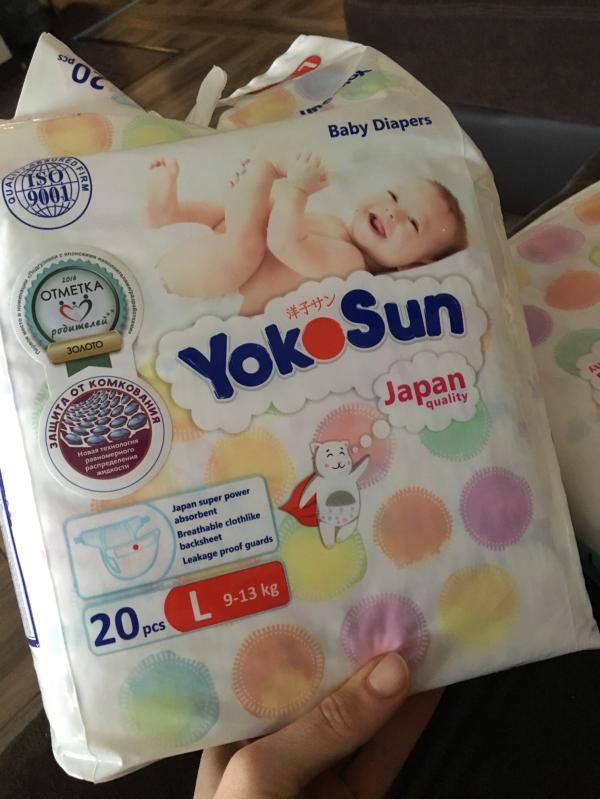 20 pcs
L
YokoSun
Baby Diapers
QUALITY ASSURED FIRM
ISO
9001
2016
ОТМЕТКА
родителей
ЗОЛОТО
洋子サン
YokoSun
Japan
quality
ЗАЩИТА ОТ КОМКОВАНИЯ
Новая технология
равномерного
распределения
жидкости
Japan super power
absorbent
Breathable clothlike
backsheet
Leakage proof guards
20 pcs
L 9-13 kg